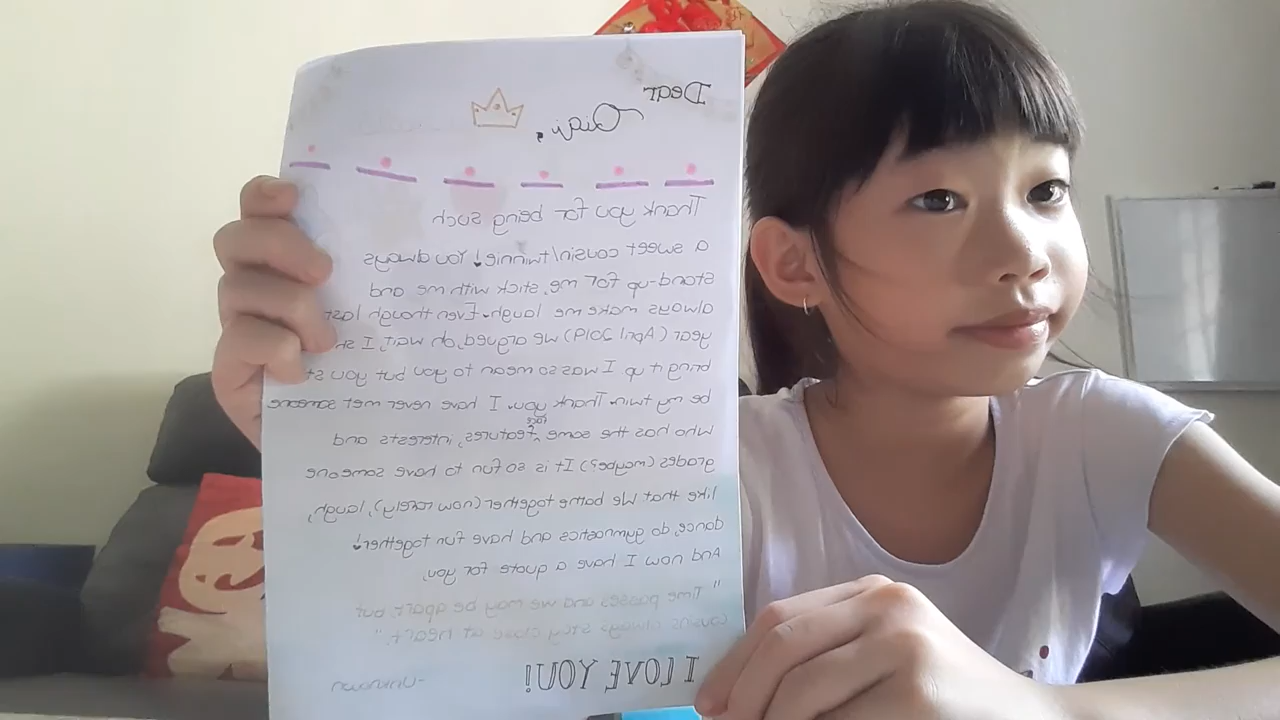 Dear
Qiaji,
Thank you for being such
a sweet cousin/twinnie! You always
stand-up for me, stick with me and
always make me laugh. Even though last
year (April 2019) we argued, oh wait, I
bring it up I was so mean to you but you
be my twin. Thank you. I have never met someone
who has the same face features, interests and
grades (maybe?) It is so fun to have someone
like that. We bathe together (now rarely), laugh,
dance, do gymnastics and have fun together!
And now I have a quote for you,
"Time passes and we may be apart but
cousins always stay close at heart."
-unknown
I LOVE YOU!